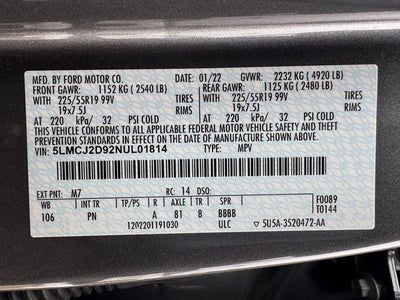 MFD. BY FORD MOTOR CO. 01/22 GVWR: 2232 KG ( 4920 LB)
FRONT GAWR: 1152 KG (2540 LB) REAR GAWR: 1125 KG ( 2480 LB)
WITH 225/55R19 99V TIRES WITH 225/55R19 99V TIRES
19x7.5J RIMS 19x7.5J RIMS
AT 220 kPa/ 32 PSI COLD AT 220 kPa/ 32 PSI COLD
THIS VEHICLE CONFORMS TO ALL APPLICABLE FEDERAL MOTOR VEHICLE SAFETY, BUMPER, AND THEFT
PREVENTION STANDARDS IN EFFECT ON THE DATE OF MANUFACTURE SHOWN ABOVE.
VIN: 5LMCJ2D92NUL01814 TYPE: MPV
EXT PNT: M7 RC: 14 DSO: F0089
WB INT TR TP/PS R AXLE TR SPR T0144
106 PN A 81 B BBBB
1202201191030 ULC 5U5A-3520472-AA